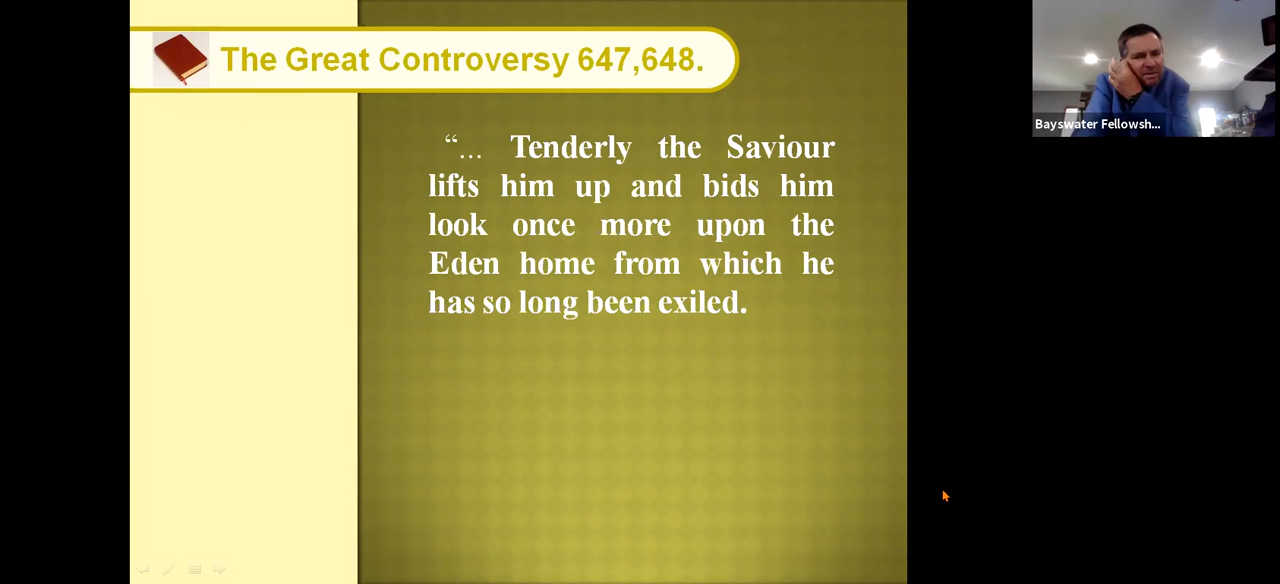 The Great Controversy 647,648.
“... Tenderly the Saviour
lifts him up and bids him
look once more upon the
Eden home from which he
has so long been exiled.
Bayswater Fellowsh...